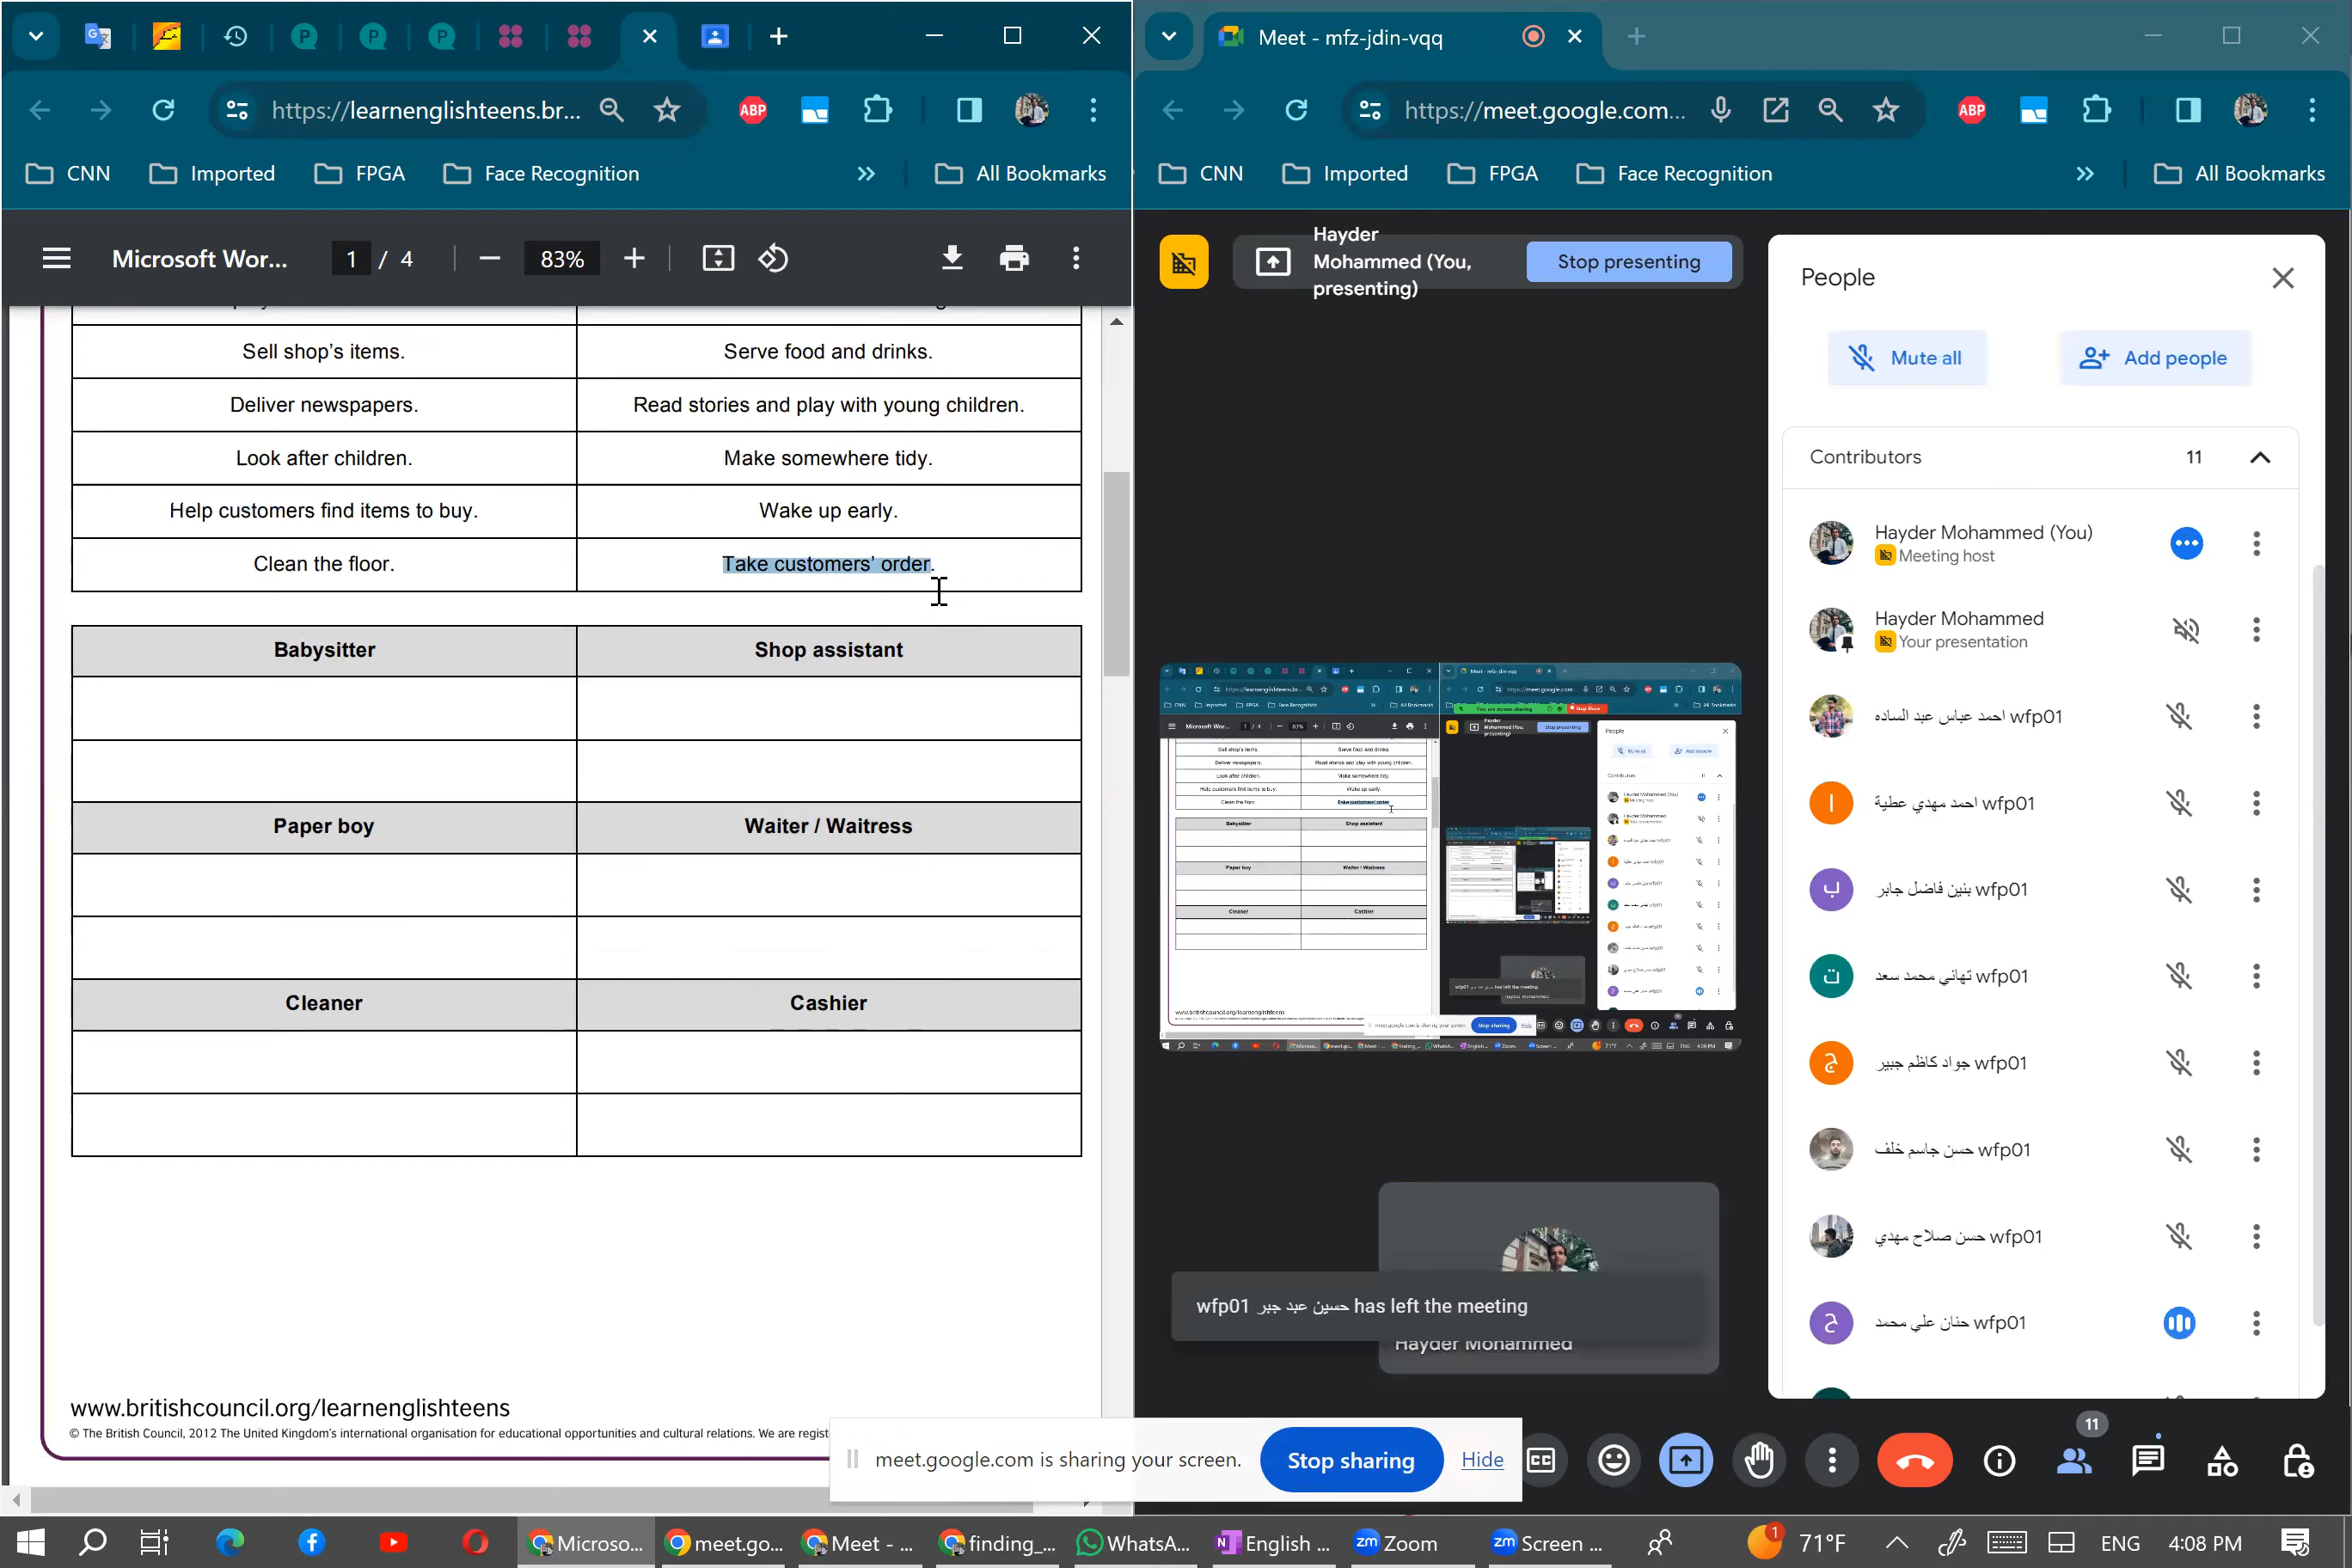 Meet - mfz-jdin-vqq
https://learnenglishteens.br...
https://meet.google.com...
CNN
Imported
FPGA
Face Recognition
All Bookmarks
CNN
Imported
FPGA
Face Recognition
All Bookmarks
Microsoft Wor...
1 / 4
83%
Sell shop’s items.
Serve food and drinks.
Deliver newspapers.
Read stories and play with young children.
Look after children.
Make somewhere tidy.
Help customers find items to buy.
Wake up early.
Clean the floor.
Take customers’ order.
Babysitter
Shop assistant
Paper boy
Waiter / Waitress
Cleaner
Cashier
www.britishcouncil.org/learnenglishteens
© The British Council, 2012 The United Kingdom’s international organisation for educational opportunities and cultural relations. We are regist
Hayder
Mohammed (You,
presenting)
Stop presenting
People
Mute all
Add people
Contributors
11
Hayder Mohammed (You)
Meeting host
Hayder Mohammed
Your presentation
احمد عباس عبد الساده wfp01
احمد مهدي عطية wfp01
بنين فاضل جابر wfp01
تهاني محمد سعد wfp01
جواد كاظم جبير wfp01
حسن جاسم خلف wfp01
حسن صلاح مهدي wfp01
حنان علي محمد wfp01
wfp01 حسين عبد جبر has left the meeting
Hayder Mohammed
meet.google.com is sharing your screen.
Stop sharing
Hide
11
Microso...
meet.go...
Meet - ...
finding_...
WhatsA...
English ...
Zoom
Screen ...
1
71°F
ENG
4:08 PM